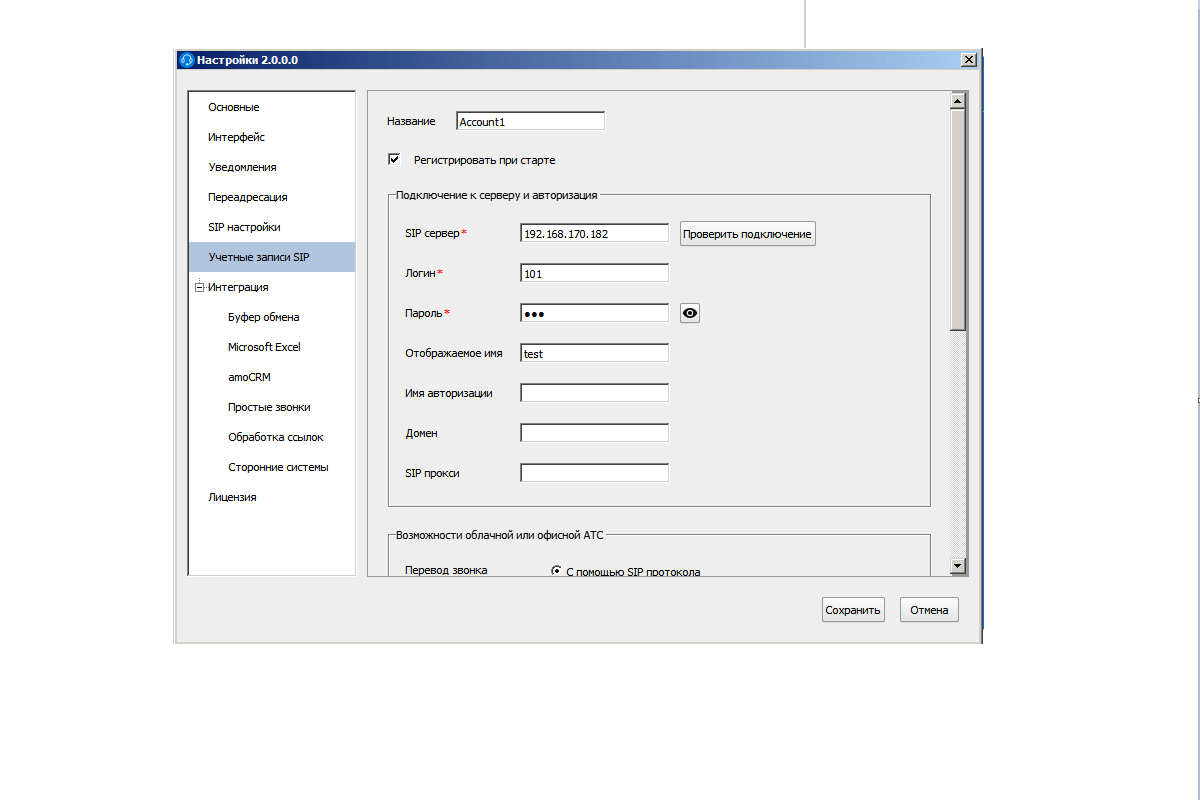 Настройки 2.0.0.0
Основные
Интерфейс
Уведомления
Переадресация
SIP настройки
Учетные записи SIP
Интеграция
Буфер обмена
Microsoft Excel
amoCRM
Простые звонки
Обработка ссылок
Сторонние системы
Лицензия
Название Account1
Регистрировать при старте
Подключение к серверу и авторизация
SIP сервер* 192.168.170.182 Проверить подключение
Логин* 101
Пароль* •••
Отображаемое имя test
Имя авторизации
Домен
SIP прокси
Возможности облачной или офисной АТС
Перевод звонка С помощью SIP протокола
Сохранить Отмена